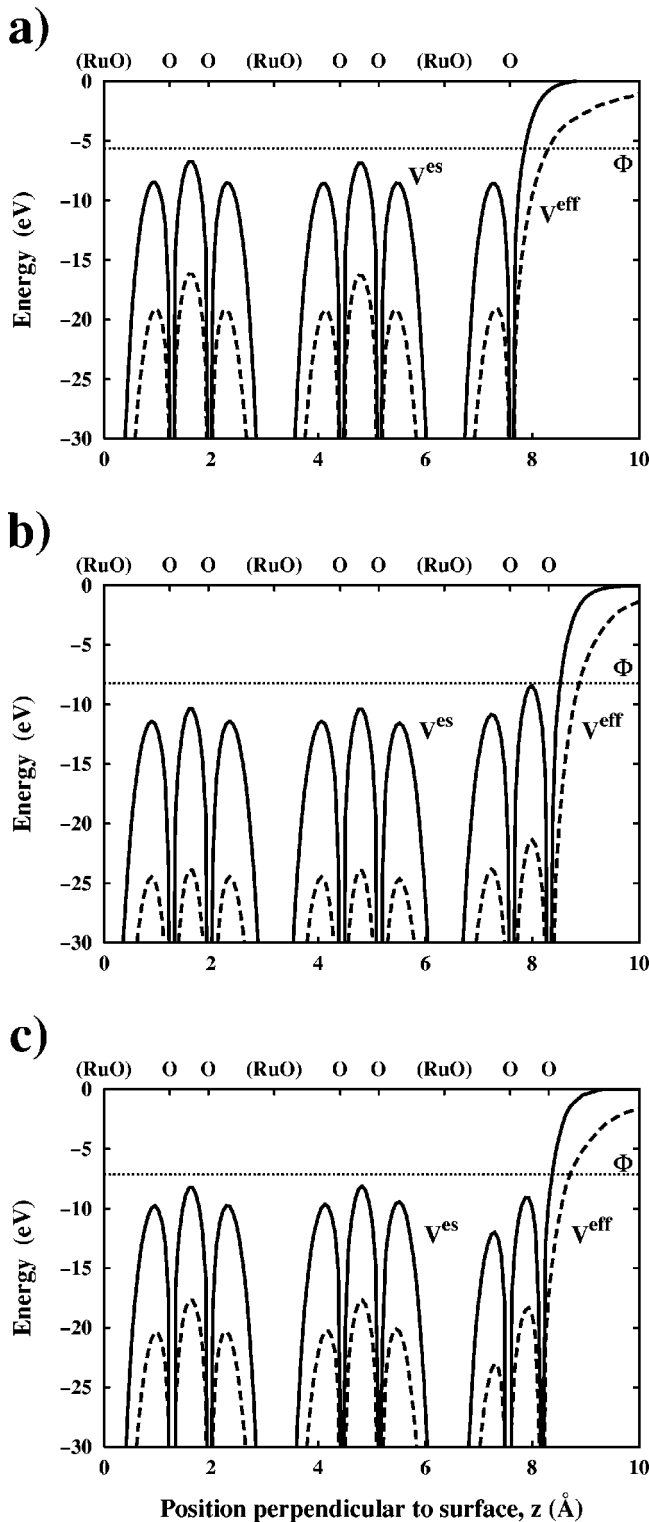 a)
(RuO) O O (RuO) O O (RuO) O
0
−5
−10
−15
−20
−25
−30
Energy (eV)
V^es
Φ
V^eff
0 2 4 6 8 10
b)
(RuO) O O (RuO) O O (RuO) O O
0
−5
−10
−15
−20
−25
−30
Energy (eV)
Φ
V^es
V^eff
0 2 4 6 8 10
c)
(RuO) O O (RuO) O O (RuO) O O
0
−5
−10
−15
−20
−25
−30
Energy (eV)
Φ
V^es
V^eff
0 2 4 6 8 10
Position perpendicular to surface, z (Å)